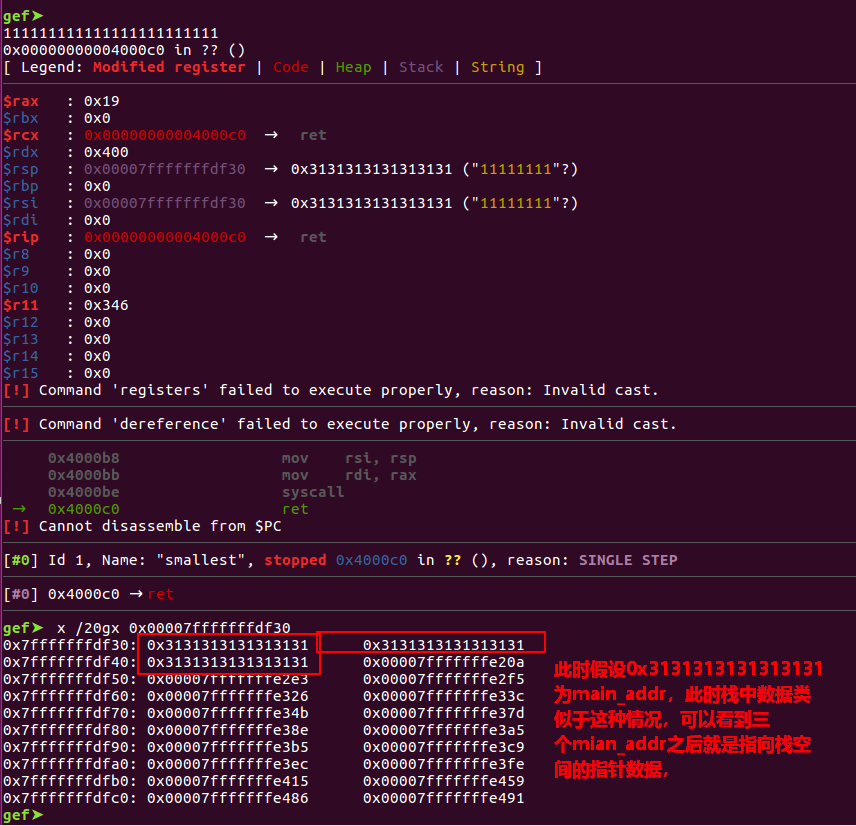 gef➤
111111111111111111111111
0x00000000004000c0 in ?? ()
[ Legend: Modified register | Code | Heap | Stack | String ]
$rax   : 0x19
$rbx   : 0x0
$rcx   : 0x00000000004000c0  →  ret
$rdx   : 0x400
$rsp   : 0x00007fffffffdf30  →  0x3131313131313131 ("11111111"?)
$rbp   : 0x0
$rsi   : 0x00007fffffffdf30  →  0x3131313131313131 ("11111111"?)
$rdi   : 0x0
$rip   : 0x00000000004000c0  →  ret
$r8    : 0x0
$r9    : 0x0
$r10   : 0x0
$r11   : 0x346
$r12   : 0x0
$r13   : 0x0
$r14   : 0x0
$r15   : 0x0
[!] Command 'registers' failed to execute properly, reason: Invalid cast.
[!] Command 'dereference' failed to execute properly, reason: Invalid cast.
0x4000b8 mov rsi, rsp
0x4000bb mov rdi, rax
0x4000be syscall
→ 0x4000c0 ret
[!] Cannot disassemble from $PC
[#0] Id 1, Name: "smallest", stopped 0x4000c0 in ?? (), reason: SINGLE STEP
[#0] 0x4000c0 → ret
gef➤ x /20gx 0x00007fffffffdf30
0x7fffffffdf30: 0x3131313131313131 0x3131313131313131
0x7fffffffdf40: 0x3131313131313131 0x00007fffffffe20a
0x7fffffffdf50: 0x00007fffffffe2e3 0x00007fffffffe2f5
0x7fffffffdf60: 0x00007fffffffe326 0x00007fffffffe33c
0x7fffffffdf70: 0x00007fffffffe34b 0x00007fffffffe37d
0x7fffffffdf80: 0x00007fffffffe38e 0x00007fffffffe3a5
0x7fffffffdf90: 0x00007fffffffe3b5 0x00007fffffffe3c9
0x7fffffffdfa0: 0x00007fffffffe3ec 0x00007fffffffe3fe
0x7fffffffdfb0: 0x00007fffffffe415 0x00007fffffffe459
0x7fffffffdfc0: 0x00007fffffffe486 0x00007fffffffe491
gef➤
此时假设0x3131313131313131
为main_addr，此时栈中数据类
似于这种情况，可以看到三
个mian_addr之后就是指向栈空
间的指针数据，